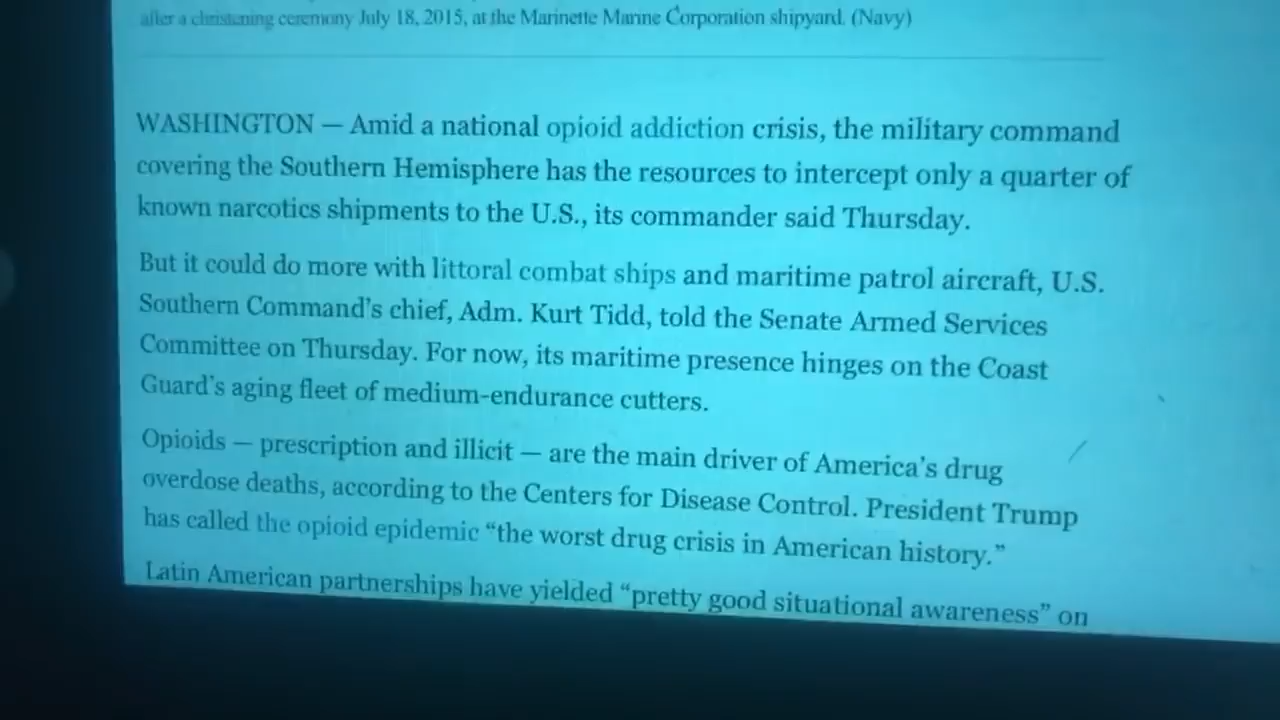 after a christening ceremony July 18, 2015, at the Marinette Marine Corporation shipyard. (Navy)
WASHINGTON — Amid a national opioid addiction crisis, the military command
covering the Southern Hemisphere has the resources to intercept only a quarter of
known narcotics shipments to the U.S., its commander said Thursday.
But it could do more with littoral combat ships and maritime patrol aircraft, U.S.
Southern Command’s chief, Adm. Kurt Tidd, told the Senate Armed Services
Committee on Thursday. For now, its maritime presence hinges on the Coast
Guard’s aging fleet of medium-endurance cutters.
Opioids — prescription and illicit — are the main driver of America’s drug
overdose deaths, according to the Centers for Disease Control. President Trump
has called the opioid epidemic “the worst drug crisis in American history.”
Latin American partnerships have yielded “pretty good situational awareness” on